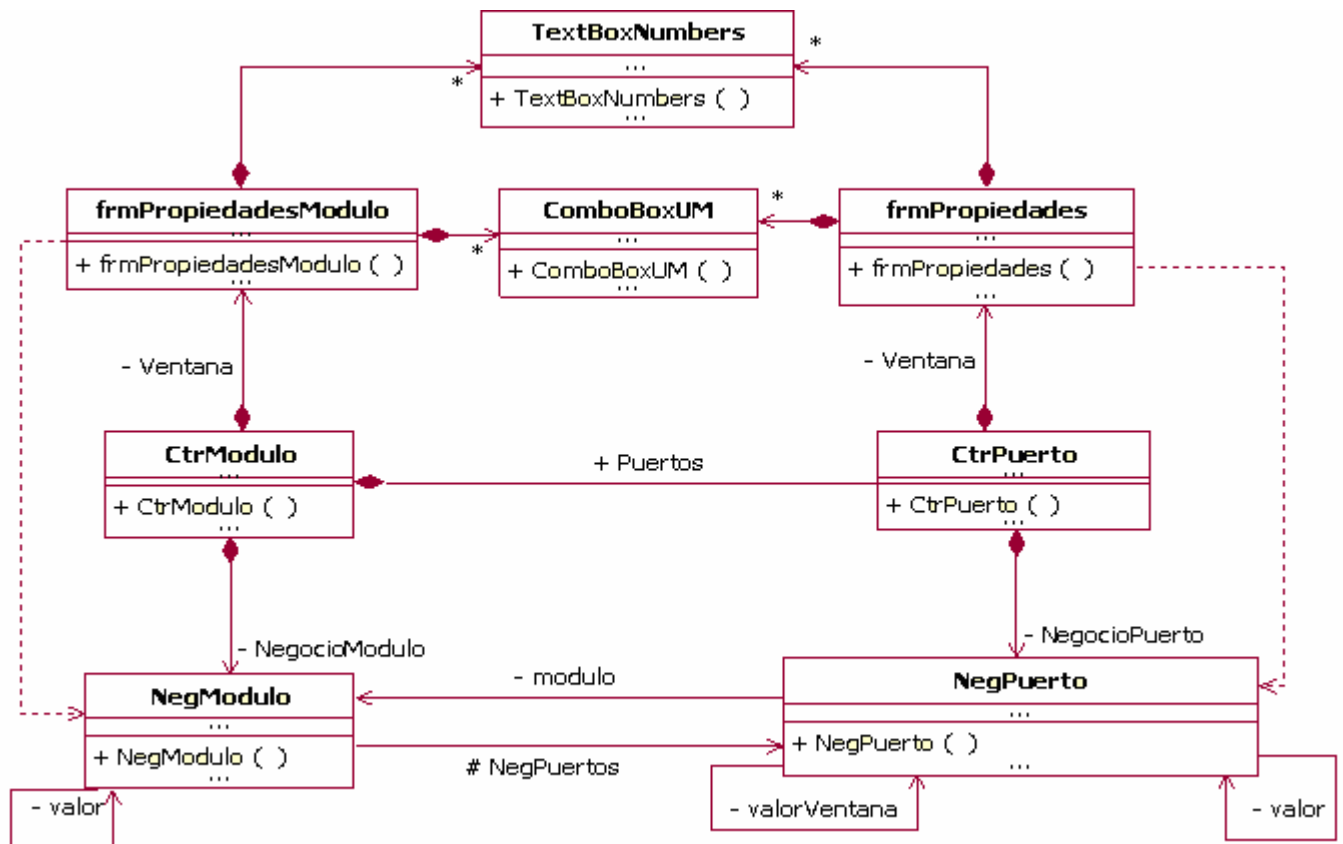 TextBoxNumbers
*
...
*
+ TextBoxNumbers ( )
...
frmPropiedadesModulo
...
+ frmPropiedadesModulo ( )
...
*
ComboBoxUM
...
+ ComboBoxUM ( )
...
*
frmPropiedades
...
+ frmPropiedades ( )
...
- Ventana
- Ventana
CtrModulo
...
+ CtrModulo ( )
...
+ Puertos
CtrPuerto
...
+ CtrPuerto ( )
...
- NegocioModulo
- NegocioPuerto
NegModulo
...
+ NegModulo ( )
...
- modulo
# NegPuertos
NegPuerto
...
+ NegPuerto ( )
...
- valor
- valorVentana
- valor